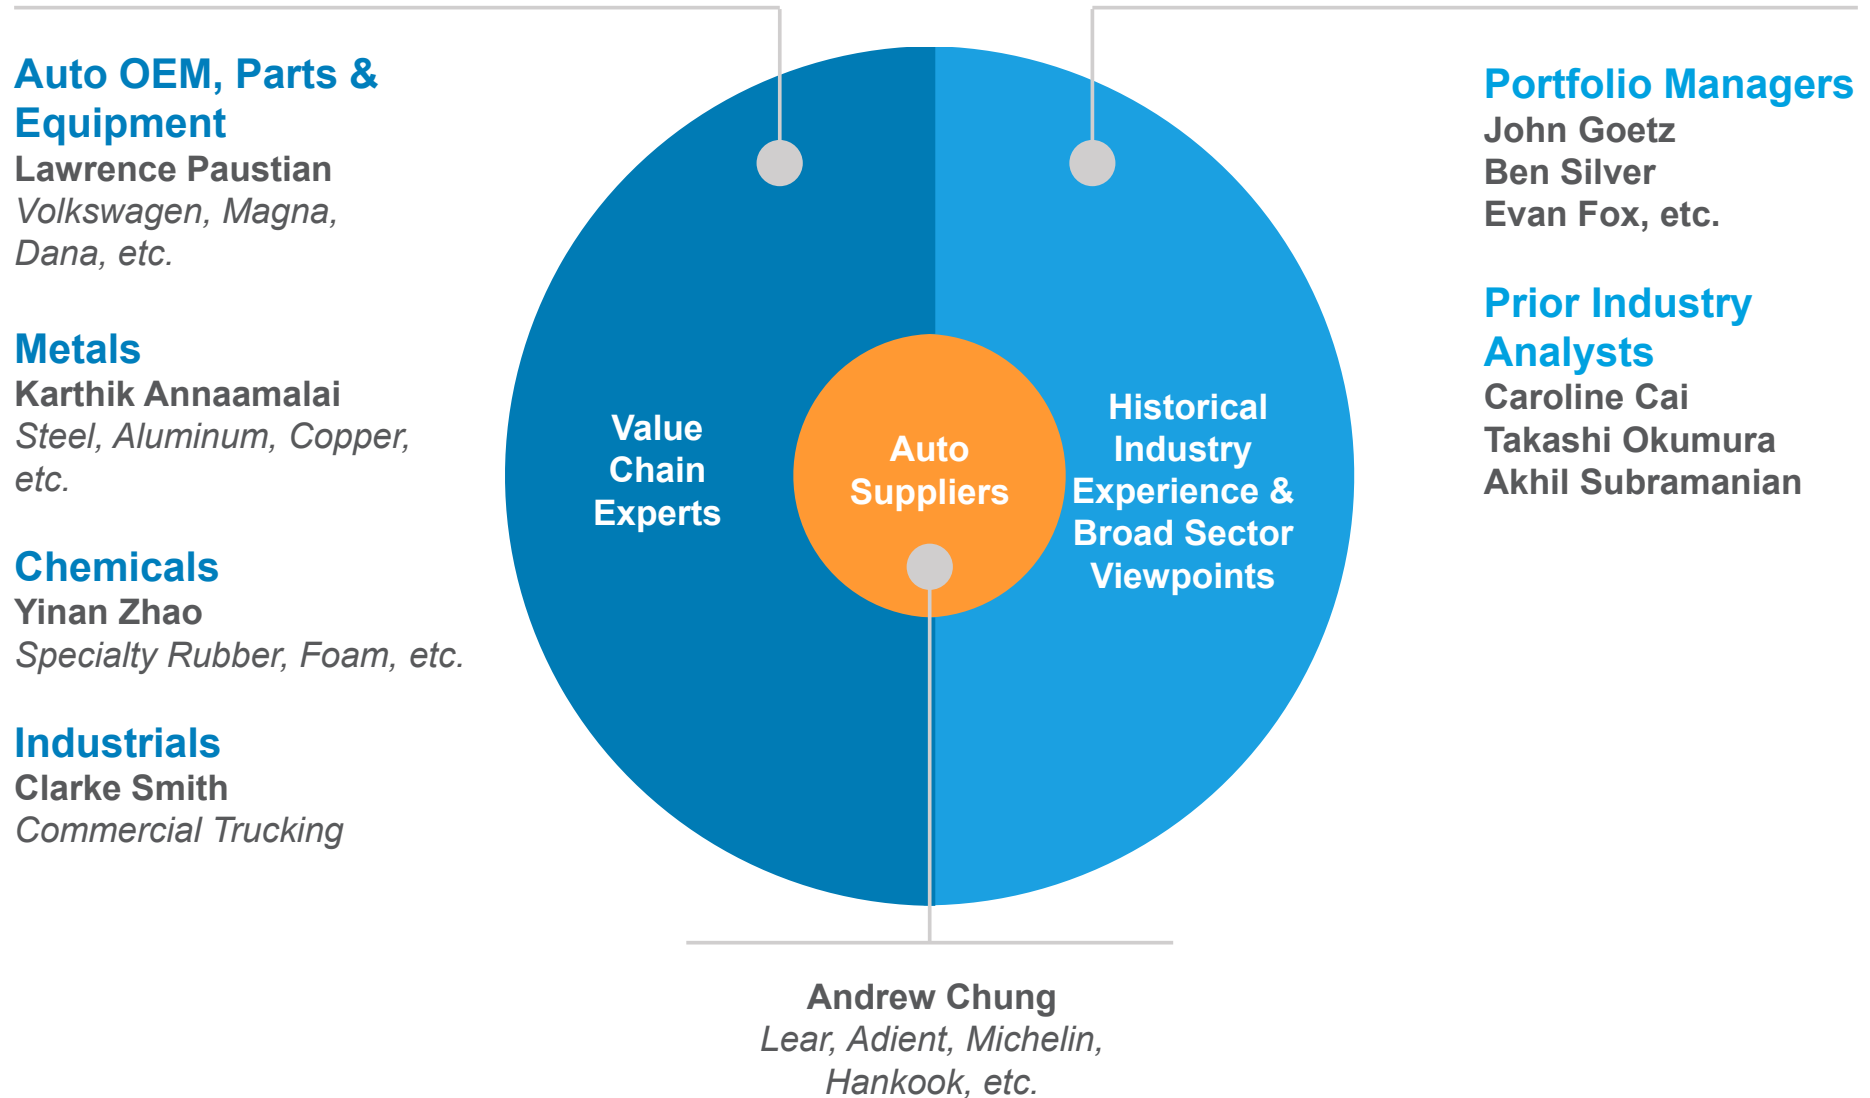 Auto OEM, Parts &
Equipment
Lawrence Paustian
Volkswagen, Magna,
Dana, etc.
Metals
Karthik Annaamalai
Steel, Aluminum, Copper,
etc.
Chemicals
Yinan Zhao
Specialty Rubber, Foam, etc.
Industrials
Clarke Smith
Commercial Trucking
Value
Chain
Experts
Auto
Suppliers
Historical
Industry
Experience &
Broad Sector
Viewpoints
Portfolio Managers
John Goetz
Ben Silver
Evan Fox, etc.
Prior Industry
Analysts
Caroline Cai
Takashi Okumura
Akhil Subramanian
Andrew Chung
Lear, Adient, Michelin,
Hankook, etc.